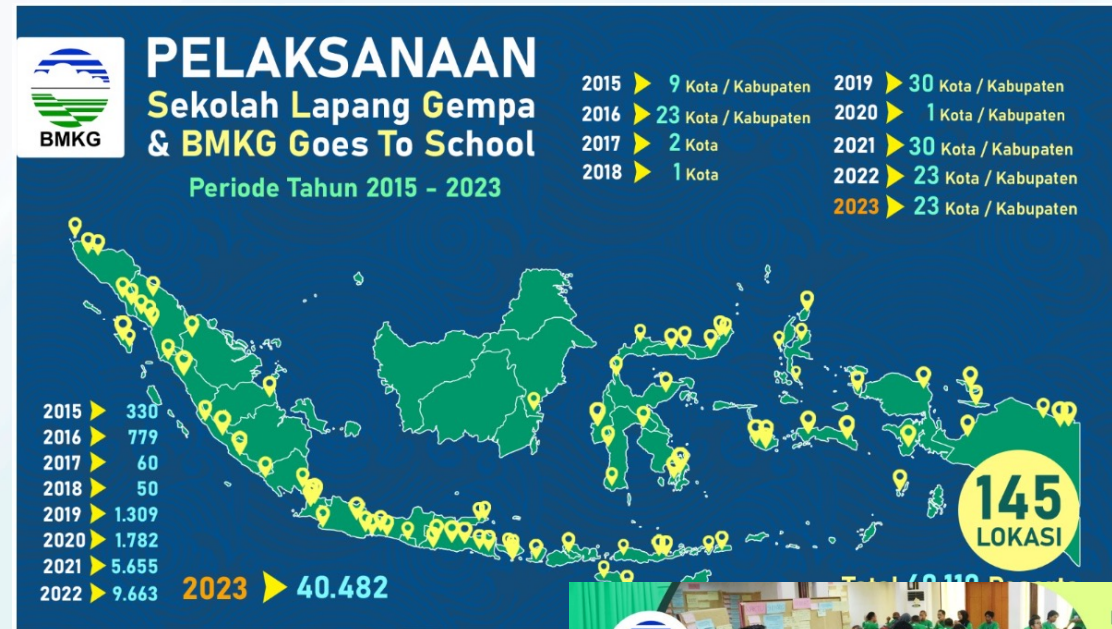 BMKG
PELAKSANAAN
Sekolah Lapang Gempa
& BMKG Goes To School
Periode Tahun 2015 - 2023
2015 9 Kota / Kabupaten
2016 23 Kota / Kabupaten
2017 2 Kota
2018 1 Kota
2019 30 Kota / Kabupaten
2020 1 Kota / Kabupaten
2021 30 Kota / Kabupaten
2022 23 Kota / Kabupaten
2023 23 Kota / Kabupaten
2015 330
2016 779
2017 60
2018 50
2019 1.309
2020 1.782
2021 5.655
2022 9.663
2023 40.482
145
LOKASI